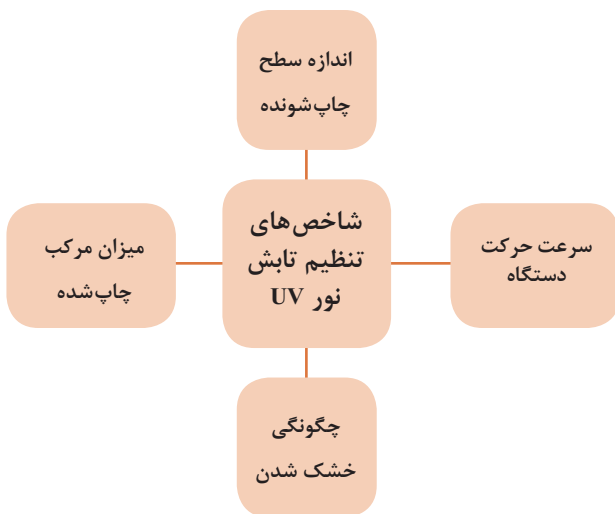 اندازه سطح
چاپ‌شونده
شاخص‌های
تنظیم تابش
نور UV
سرعت حرکت
دستگاه
میزان مرکب
چاپ‌شده
چگونگی
خشک شدن